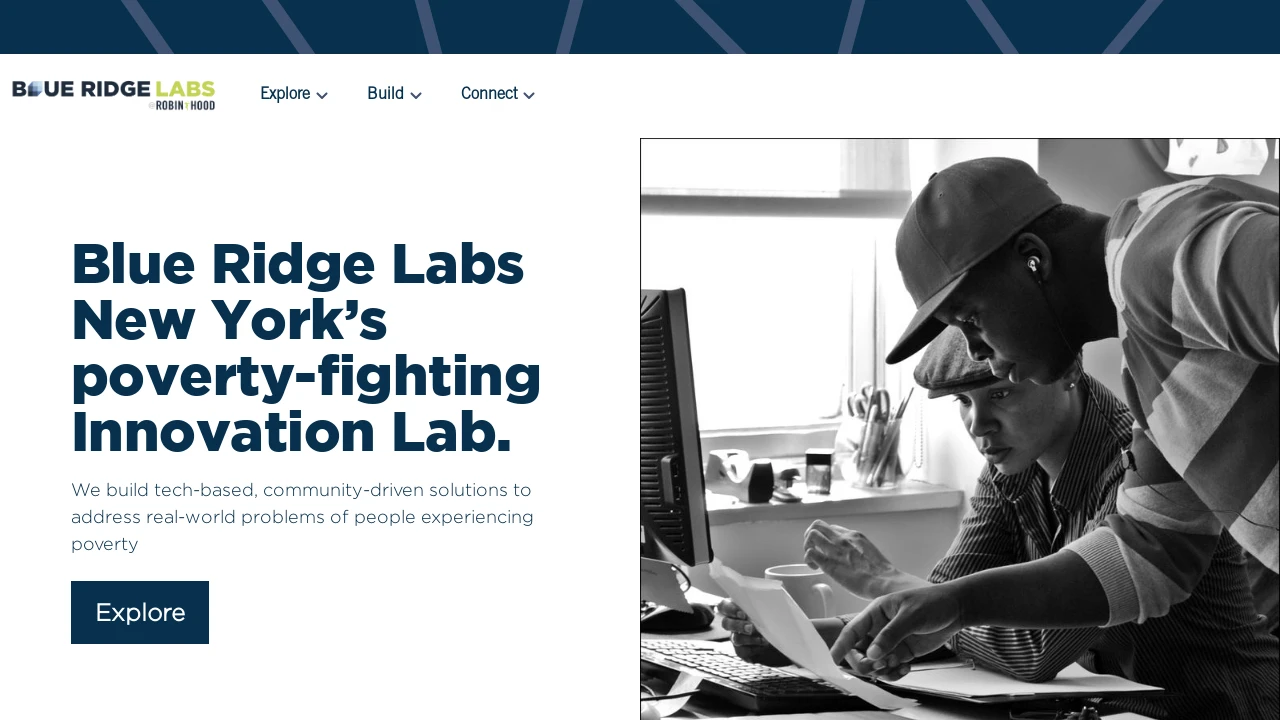 BLUE RIDGE LABS
@ROBIN HOOD
Explore
Build
Connect
Blue Ridge Labs
New York’s
poverty-fighting
Innovation Lab.
We build tech-based, community-driven solutions to
address real-world problems of people experiencing
poverty
Explore